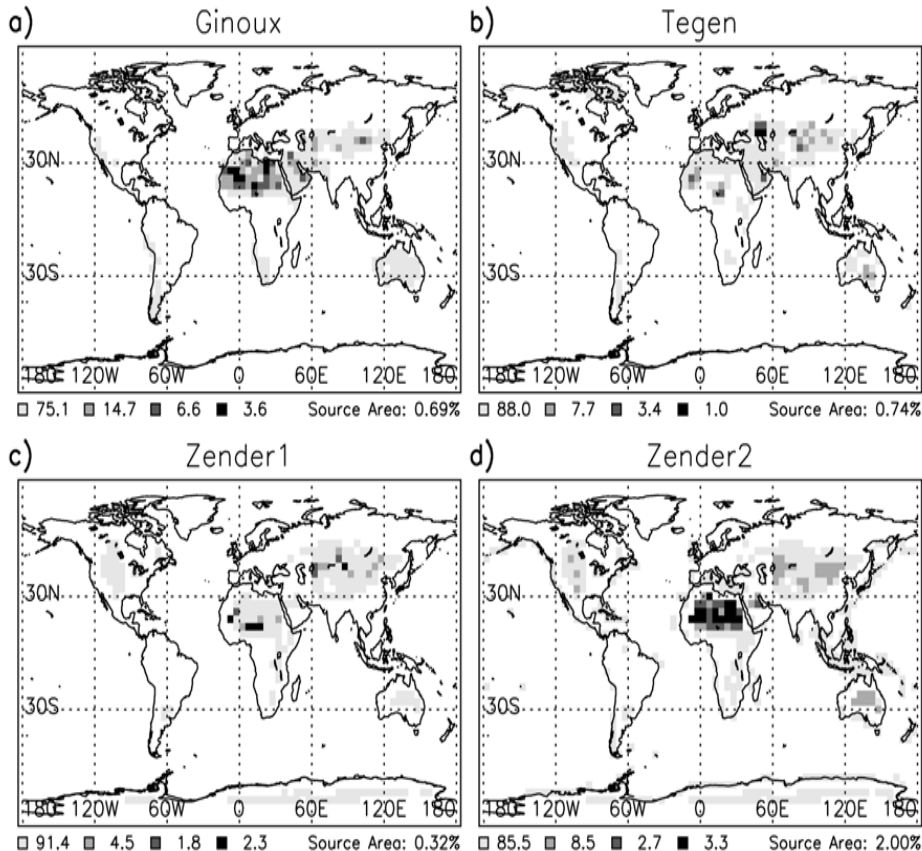 a) Ginoux
30N
30S
180 120W 60W 0 60E 120E 180
75.1 14.7 6.6 3.6 Source Area: 0.69%
b) Tegen
30N
30S
180 120W 60W 0 60E 120E 180
88.0 7.7 3.4 1.0 Source Area: 0.74%
c) Zender1
30N
30S
180 120W 60W 0 60E 120E 180
91.4 4.5 1.8 2.3 Source Area: 0.32%
d) Zender2
30N
30S
180 120W 60W 0 60E 120E 180
85.5 8.5 2.7 3.3 Source Area: 2.00%